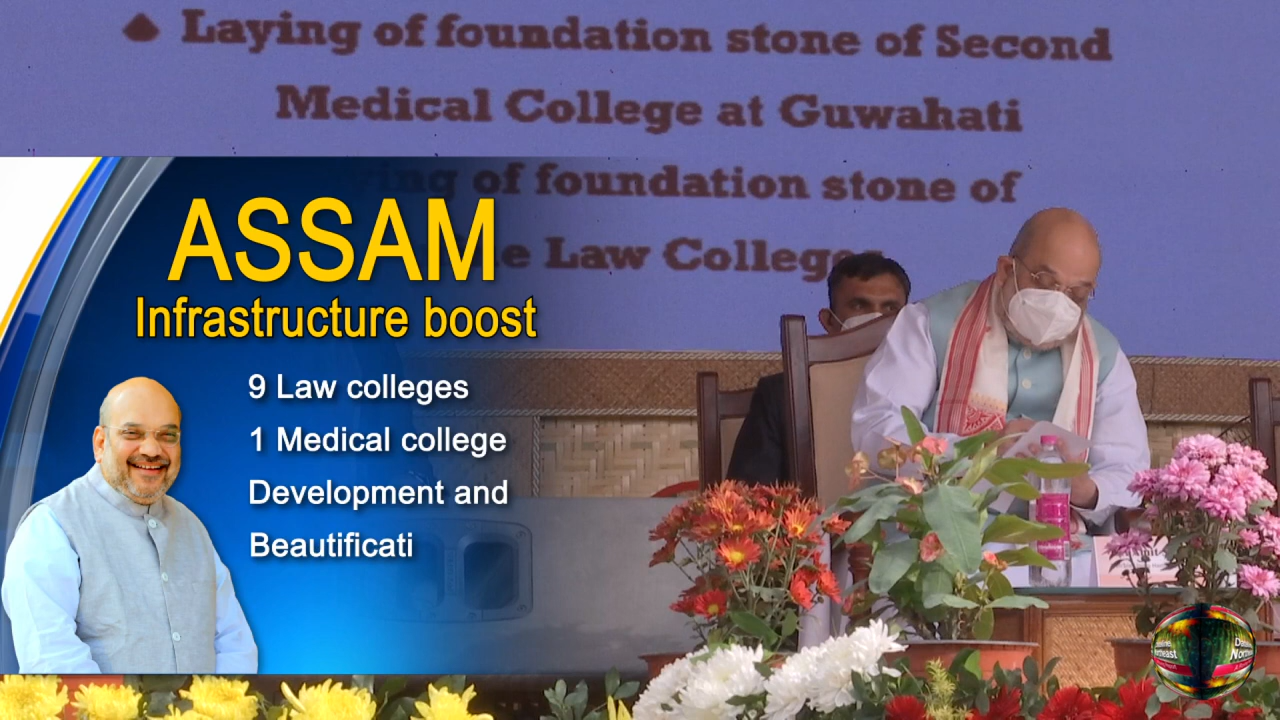 Laying of foundation stone of Second
Medical College at Guwahati
of foundation stone of
Law Colleges
ASSAM
Infrastructure boost
9 Law colleges
1 Medical college
Development and
Beautificati